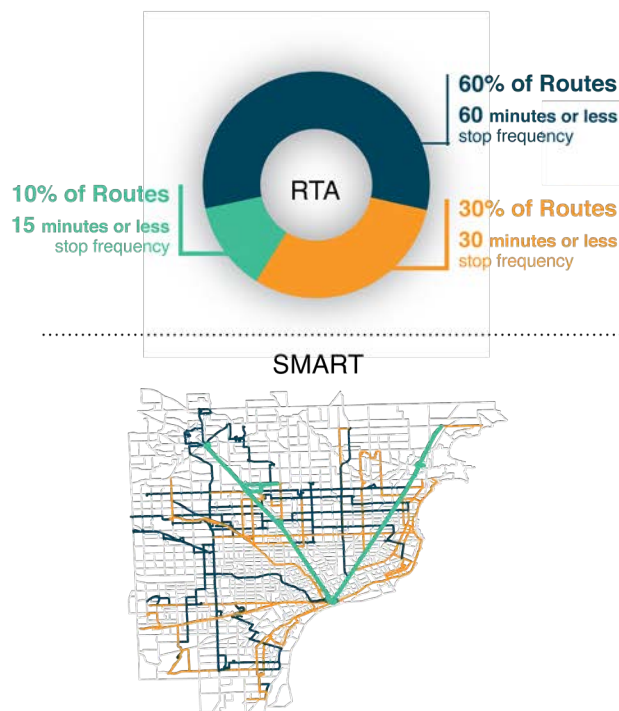 60% of Routes
60 minutes or less
stop frequency
10% of Routes
15 minutes or less
stop frequency
RTA
30% of Routes
30 minutes or less
stop frequency
SMART